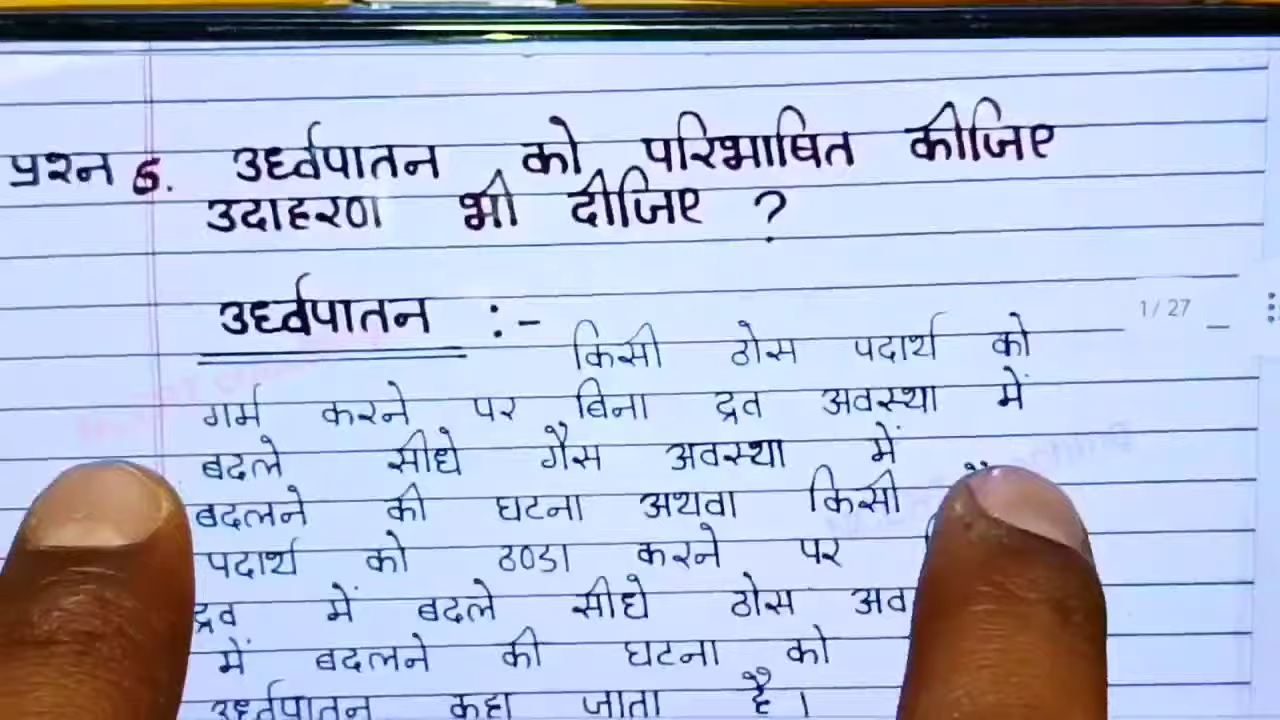 प्रश्न 6. उर्ध्वपातन को परिभाषित कीजिए
उदाहरण भी दीजिए ?
उर्ध्वपातन :-
1/27
किसी ठोस पदार्थ को
गर्म करने पर बिना द्रव अवस्था में
बदले सीधे गैस अवस्था में
बदलने की घटना अथवा किसी
पदार्थ को ठण्डा करने पर
द्रव में बदले सीधे ठोस
में बदलने की घटना को
उर्ध्वपातन कहा जाता है।